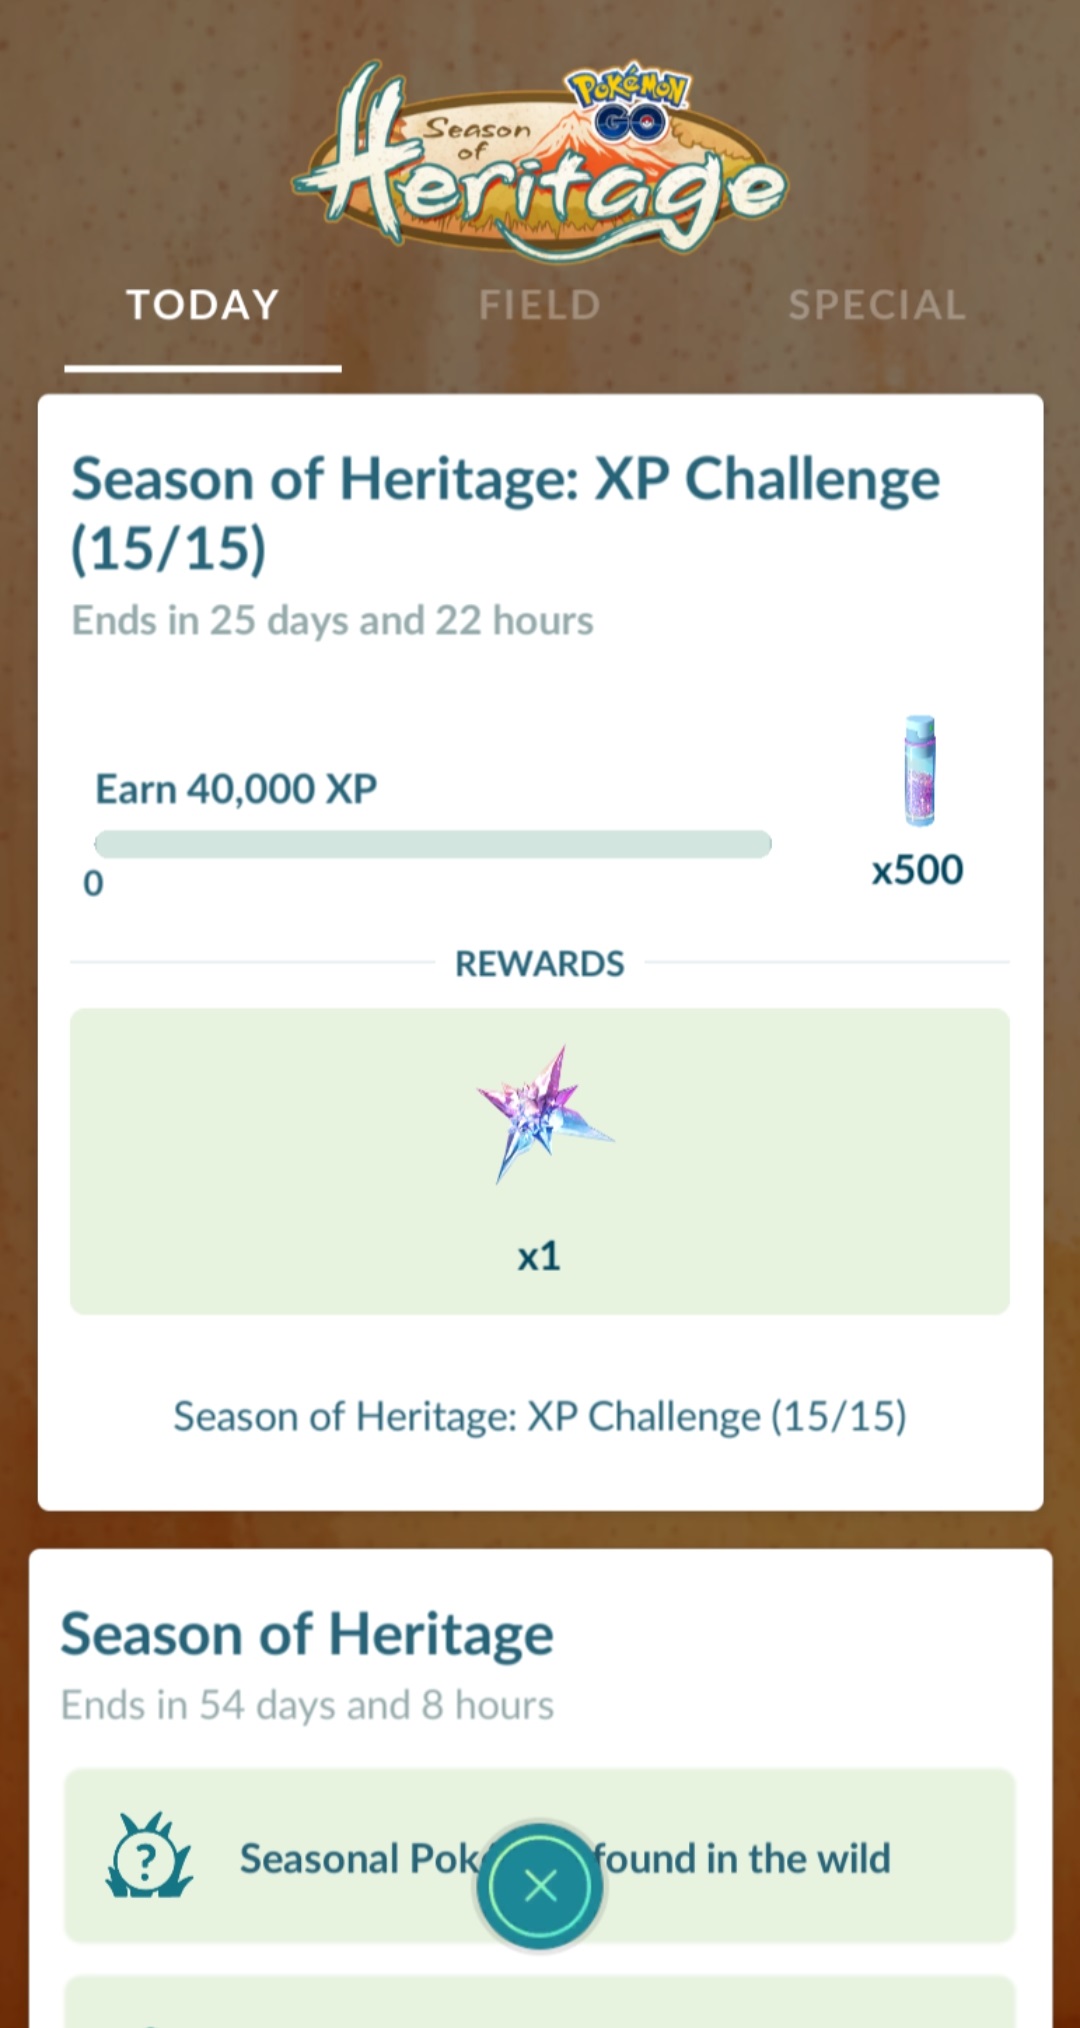 POKÉMON
GO
Season
of
Heritage
TODAY FIELD SPECIAL
Season of Heritage: XP Challenge
(15/15)
Ends in 25 days and 22 hours
Earn 40,000 XP
0
x500
REWARDS
x1
Season of Heritage: XP Challenge (15/15)
Season of Heritage
Ends in 54 days and 8 hours
?
Seasonal Pok found in the wild